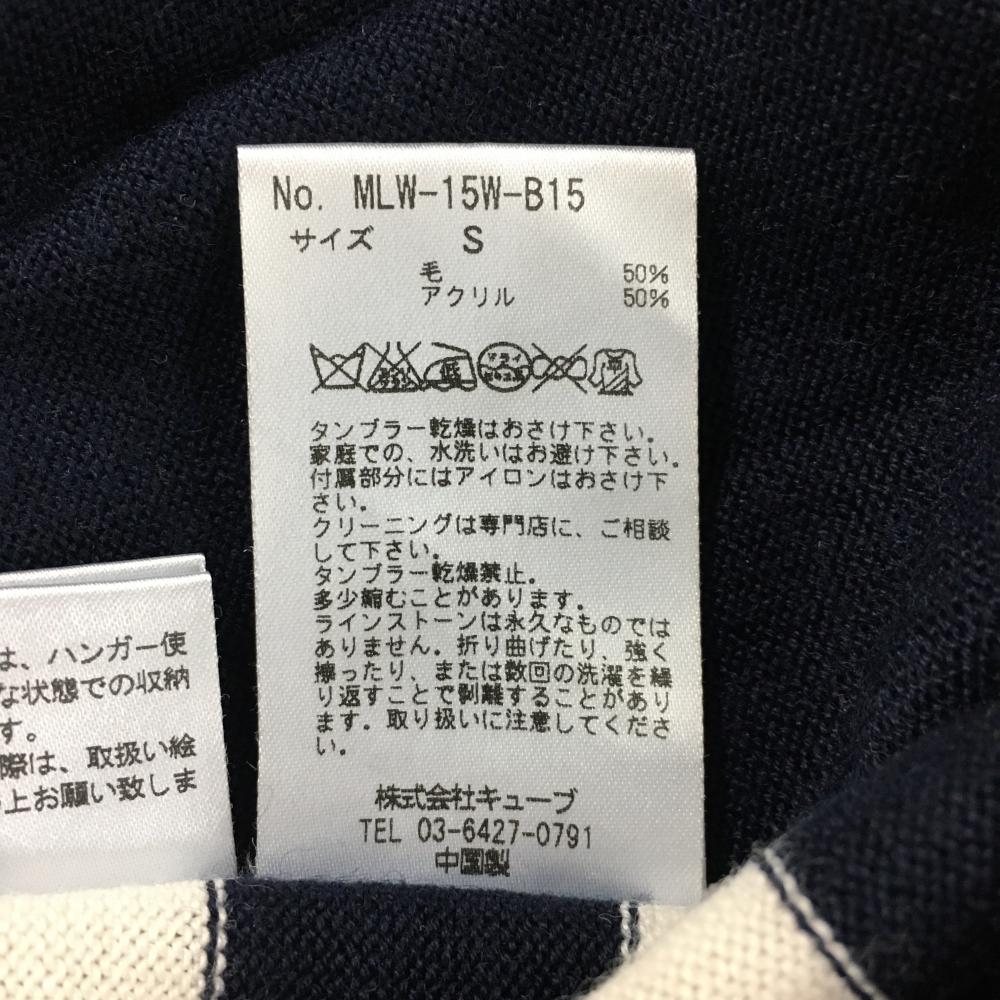 No. MLW-15W-B15
サイズ S
毛 50%
アクリル 50%
低
ドライ
セキユ系
平
タンブラー乾燥はおさけ下さい。
家庭での、水洗いはお避け下さい。
付属部分にはアイロンはおさけ下
さい。
クリーニングは専門店に、ご相談
して下さい。
タンブラー乾燥禁止。
多少縮むことがあります。
ラインストーンは永久なものでは
ありません。折り曲げたり、強く
擦ったり、または数回の洗濯を繰
り返すことで剥離することがあり
ます。取り扱いに注意してくださ
い。
株式会社キューブ
TEL 03-6427-0791
中国製
は、ハンガー使
な状態での収納
す。
際は、取扱い絵
上お願い致しま